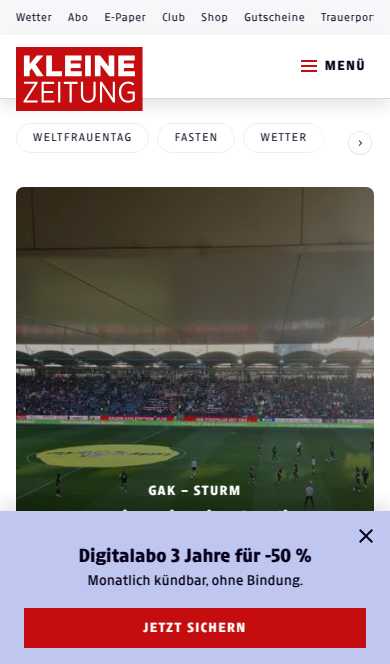 Wetter Abo E-Paper Club Shop Gutscheine
KLEINE
ZEITUNG
MENÜ
WELTFRAUENTAG FASTEN WETTER
GAK – STURM
Digitalabo 3 Jahre für -50 %
Monatlich kündbar, ohne Bindung.
JETZT SICHERN